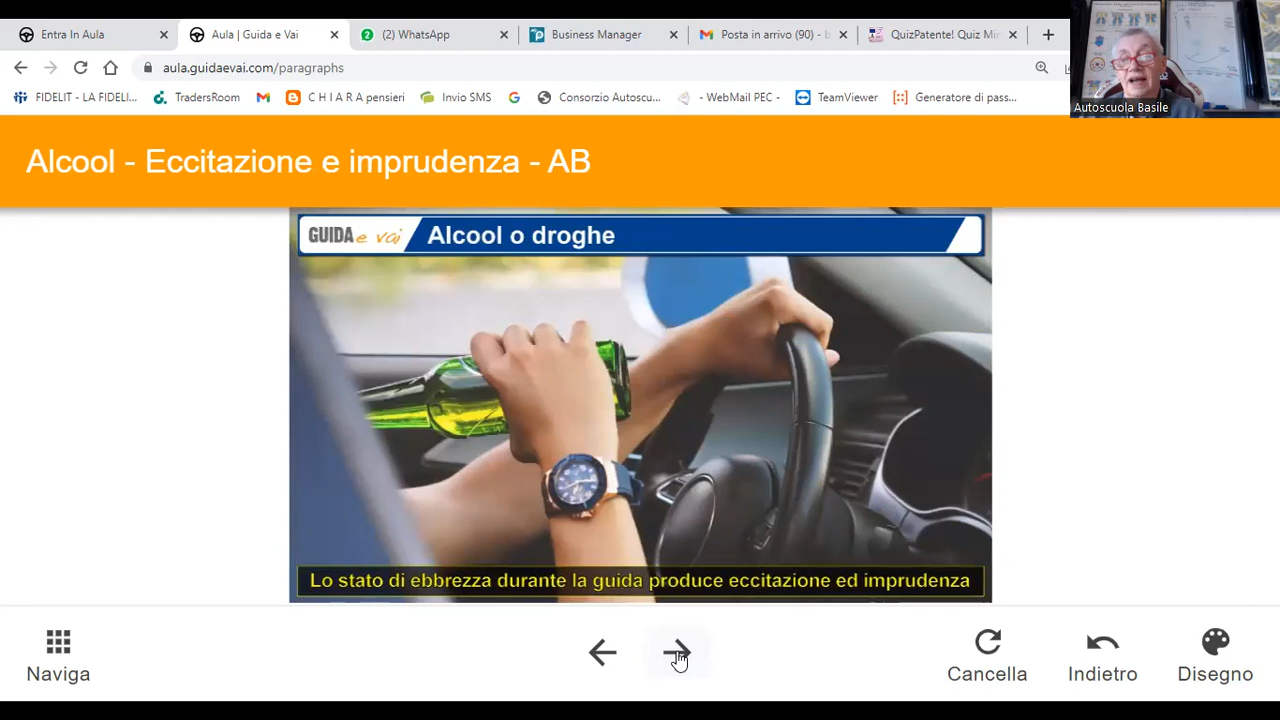 Entra In Aula
Aula | Guida e Vai
(2) WhatsApp
Business Manager
Posta in arrivo (90) - b
QuizPatente! Quiz Min
aula.guidaevai.com/paragraphs
FIDELIT - LA FIDELI...
TradersRoom
C H I A R A pensieri
Invio SMS
Consorzio Autoscu...
- WebMail PEC -
TeamViewer
Generatore di pass...
Autoscuola Basile
Alcool - Eccitazione e imprudenza - AB
GUIDA e vai
Alcool o droghe
Lo stato di ebbrezza durante la guida produce eccitazione ed imprudenza
Naviga
Cancella
Indietro
Disegno